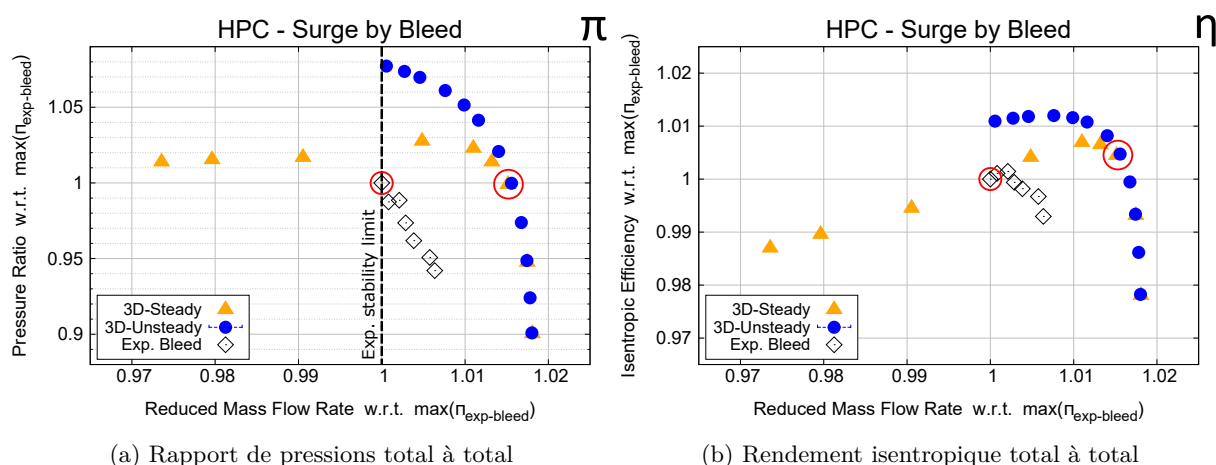 HPC - Surge by Bleed
π
Pressure Ratio w.r.t. max(π_exp-bleed)
1.05
1
0.95
0.9
Exp. stability limit
3D-Steady
3D-Unsteady
Exp. Bleed
0.97
0.98
0.99
1
1.01
1.02
Reduced Mass Flow Rate w.r.t. max(π_exp-bleed)
(a) Rapport de pressions total à total
HPC - Surge by Bleed
η
Isentropic Efficiency w.r.t. max(π_exp-bleed)
1.02
1.01
1
0.99
0.98
0.97
3D-Steady
3D-Unsteady
Exp. Bleed
0.97
0.98
0.99
1
1.01
1.02
Reduced Mass Flow Rate w.r.t. max(π_exp-bleed)
(b) Rendement isentropique total à total